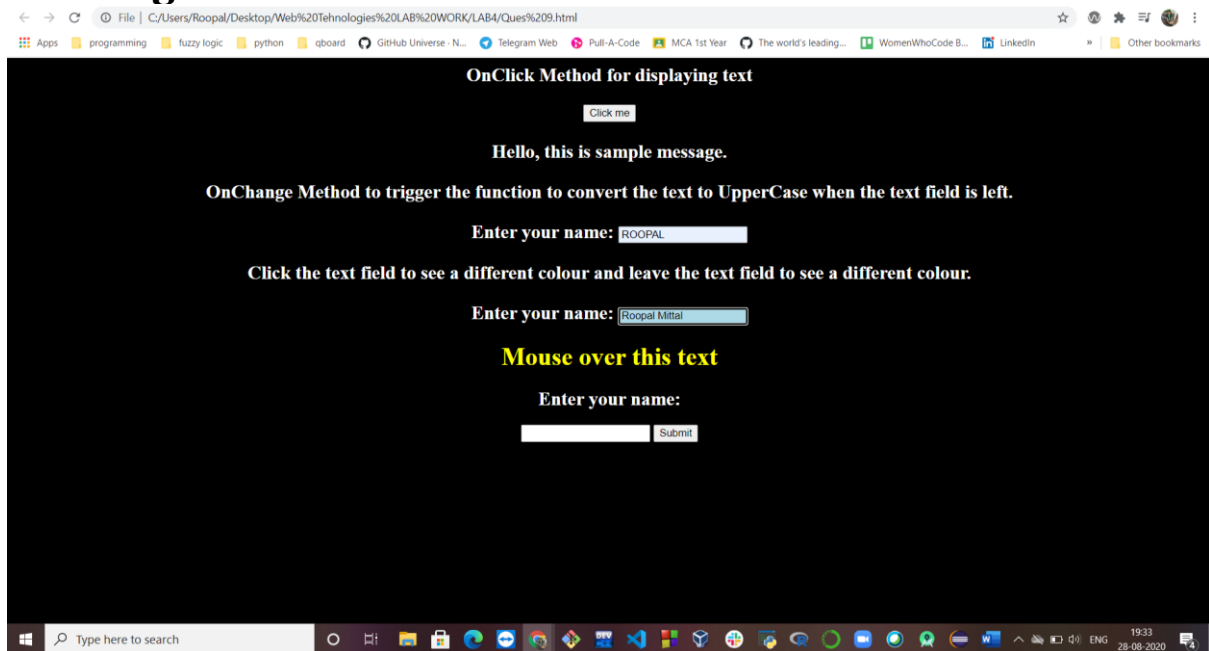 File | C:/Users/Roopal/Desktop/Web%20Tehnologies%20LAB%20WORK/LAB4/Ques%209.html
Apps programming fuzzy logic python qboard GitHub Universe · N... Telegram Web Pull-A-Code MCA 1st Year The world's leading... WomenWhoCode B... LinkedIn » Other bookmarks
OnClick Method for displaying text
Click me
Hello, this is sample message.
OnChange Method to trigger the function to convert the text to UpperCase when the text field is left.
Enter your name: ROOPAL
Click the text field to see a different colour and leave the text field to see a different colour.
Enter your name: Roopal Mittal
Mouse over this text
Enter your name:
Submit
Type here to search ENG 19:33
28-08-2020